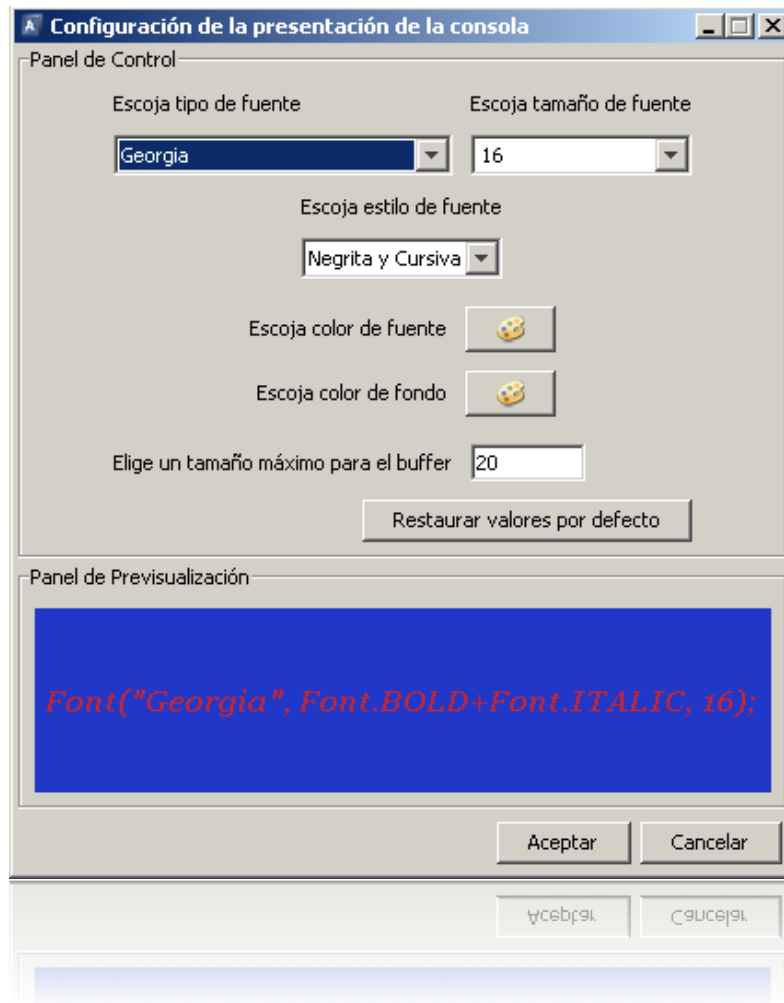 Configuración de la presentación de la consola
Panel de Control
Escoja tipo de fuente Escoja tamaño de fuente
Georgia 16
Escoja estilo de fuente
Negrita y Cursiva
Escoja color de fuente
Escoja color de fondo
Elige un tamaño máximo para el buffer 20
Restaurar valores por defecto
Panel de Previsualización
Font("Georgia", Font.BOLD+Font.ITALIC, 16);
Aceptar Cancelar
Aceptar Cancelar